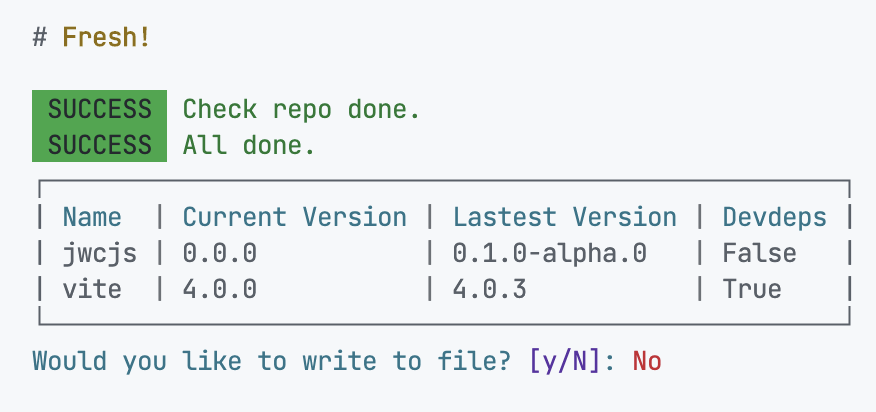 # Fresh!
SUCCESS Check repo done.
SUCCESS All done.
| Name | Current Version | Lastest Version | Devdeps |
| jwcjs | 0.0.0 | 0.1.0-alpha.0 | False |
| vite | 4.0.0 | 4.0.3 | True |
Would you like to write to file? [y/N]: No